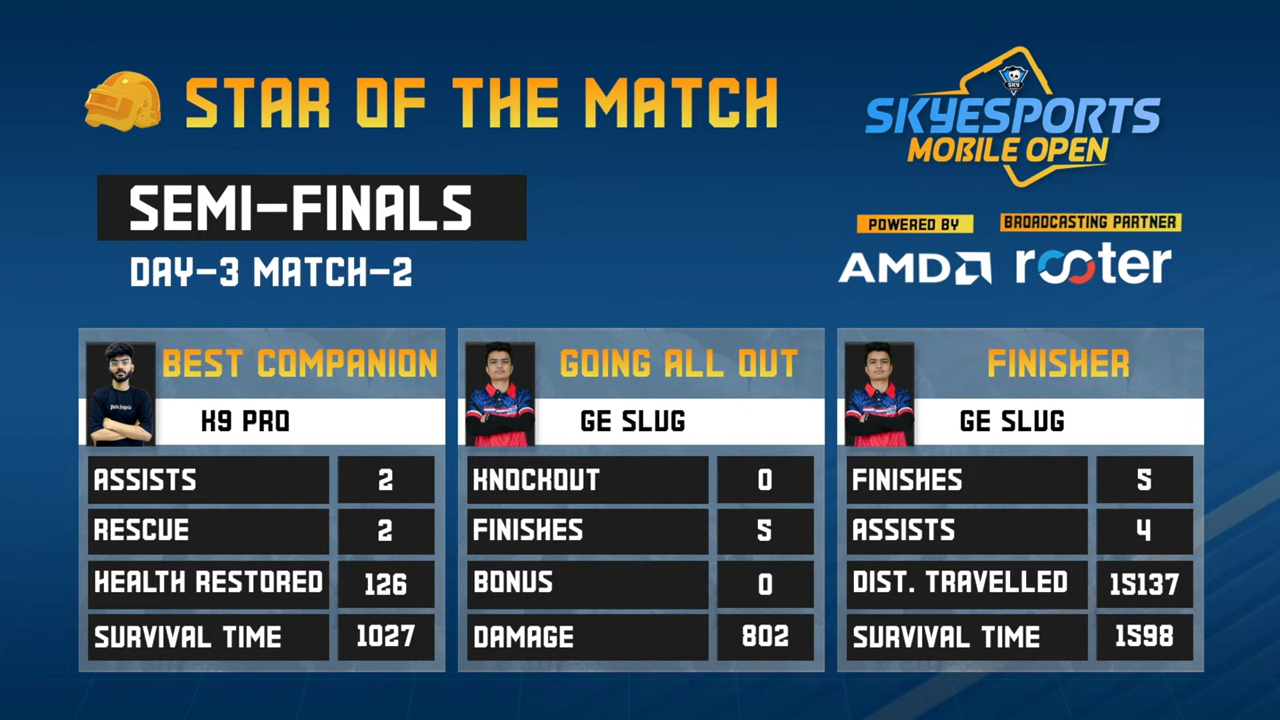 STAR OF THE MATCH
SKYESPORTS
MOBILE OPEN
SEMI-FINALS
DAY-3 MATCH-2
POWERED BY
AMD
BROADCASTING PARTNER
rooter
BEST COMPANION
K9 PRO
ASSISTS 2
RESCUE 2
HEALTH RESTORED 126
SURVIVAL TIME 1027
GOING ALL OUT
GE SLUG
KNOCKOUT 0
FINISHES 5
BONUS 0
DAMAGE 802
FINISHER
GE SLUG
FINISHES 5
ASSISTS 4
DIST. TRAVELLED 15137
SURVIVAL TIME 1598